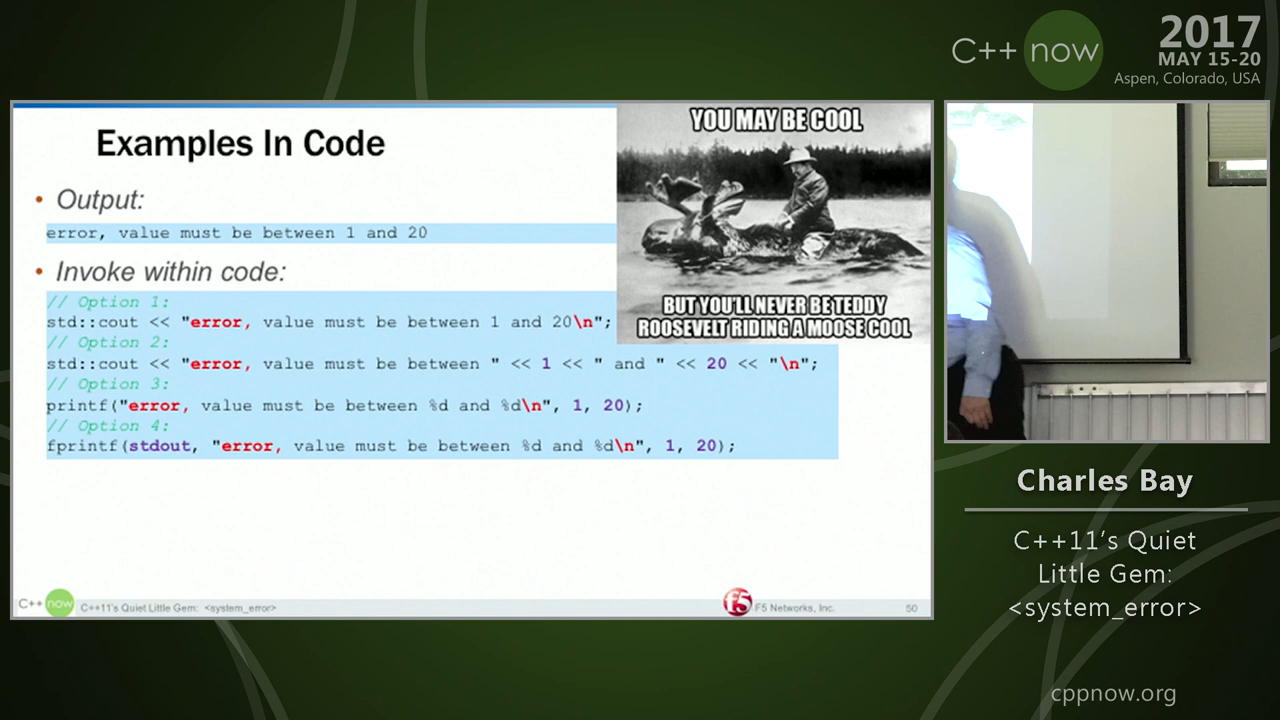 C++ now
2017
MAY 15-20
Aspen, Colorado, USA
Examples In Code
YOU MAY BE COOL
BUT YOU'LL NEVER BE TEDDY
ROOSEVELT RIDING A MOOSE COOL
• Output:
error, value must be between 1 and 20
• Invoke within code:
// Option 1:
std::cout << "error, value must be between 1 and 20\n";
// Option 2:
std::cout << "error, value must be between " << 1 << " and " << 20 << "\n";
// Option 3:
printf("error, value must be between %d and %d\n", 1, 20);
// Option 4:
fprintf(stdout, "error, value must be between %d and %d\n", 1, 20);
C++ now C++11's Quiet Little Gem: <system_error> f5 F5 Networks, Inc. 50
Charles Bay
C++11's Quiet
Little Gem:
<system_error>
cppnow.org